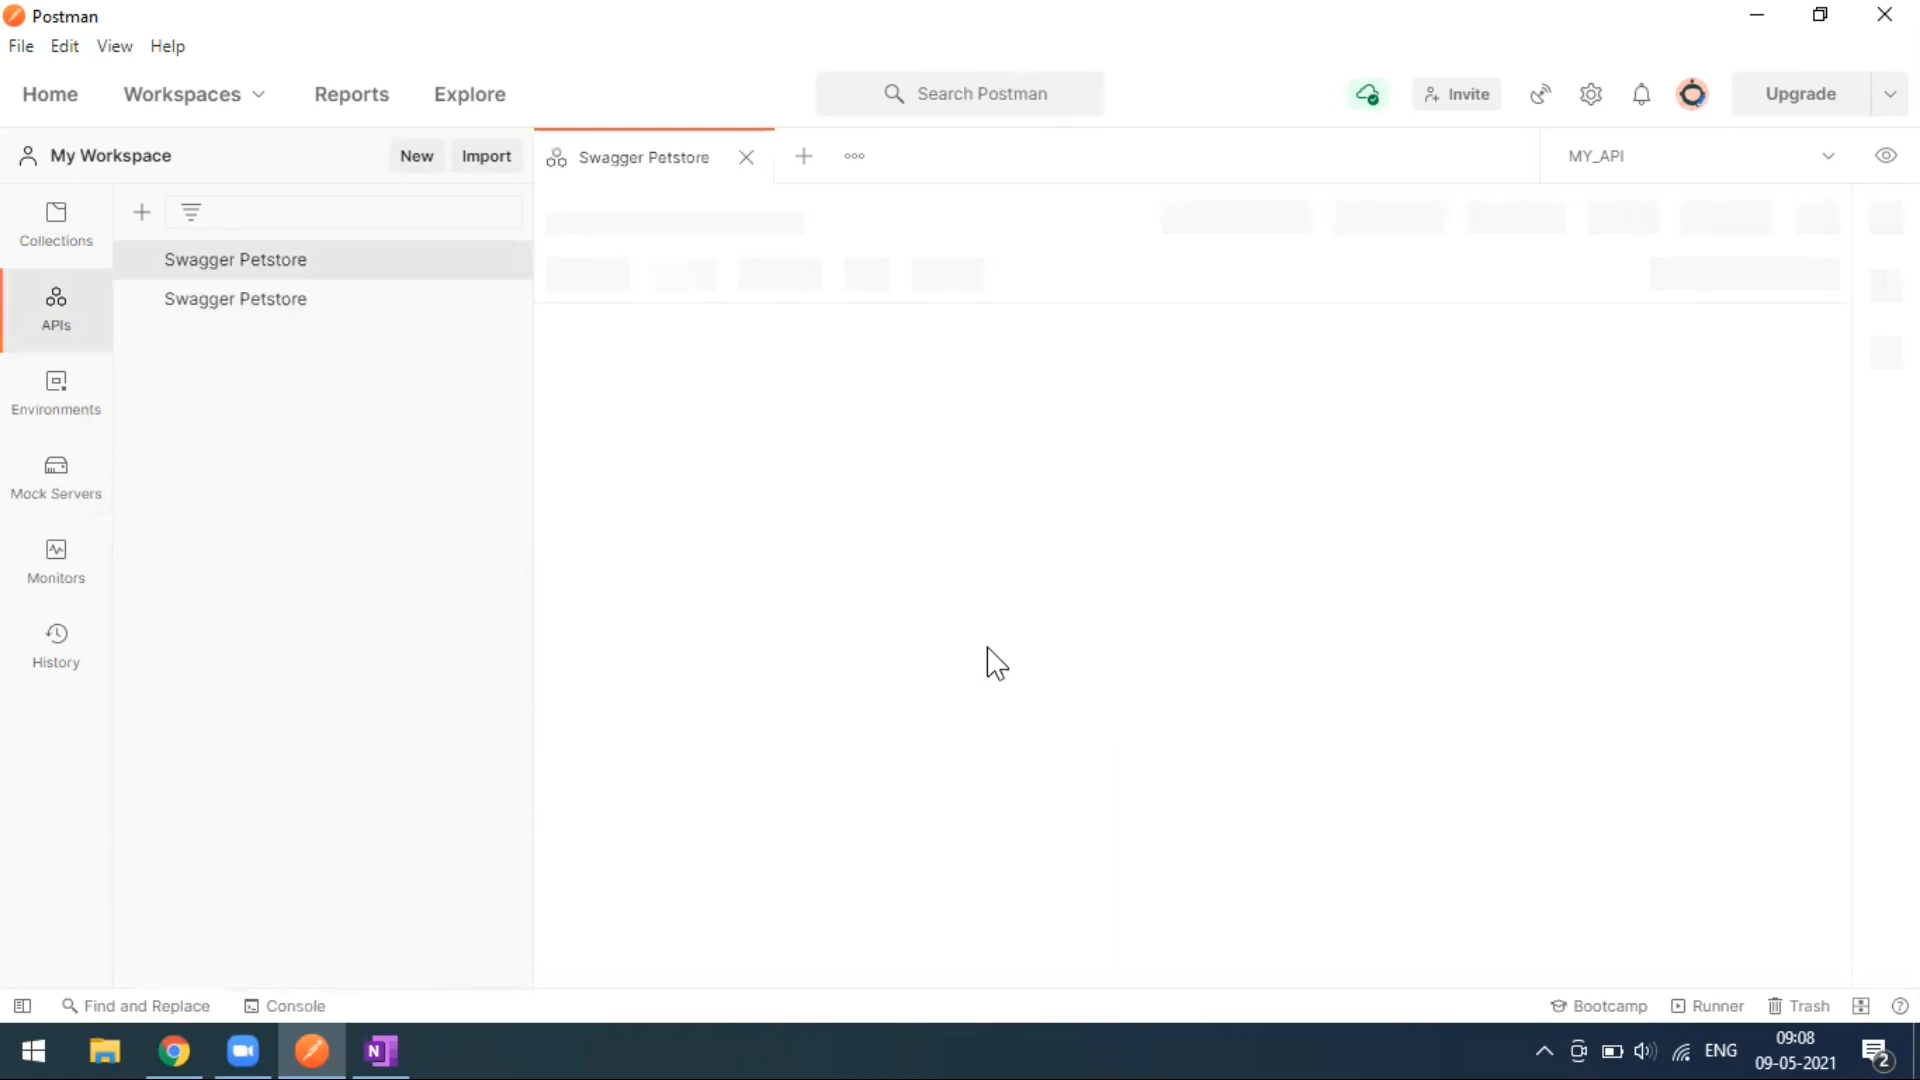 Postman
File Edit View Help
Home Workspaces Reports Explore Search Postman Invite Upgrade
My Workspace New Import Swagger Petstore MY_API
Collections
Swagger Petstore
Swagger Petstore
APIs
Environments
Mock Servers
Monitors
History
Find and Replace Console Bootcamp Runner Trash
N ENG 09:08
09-05-2021 2